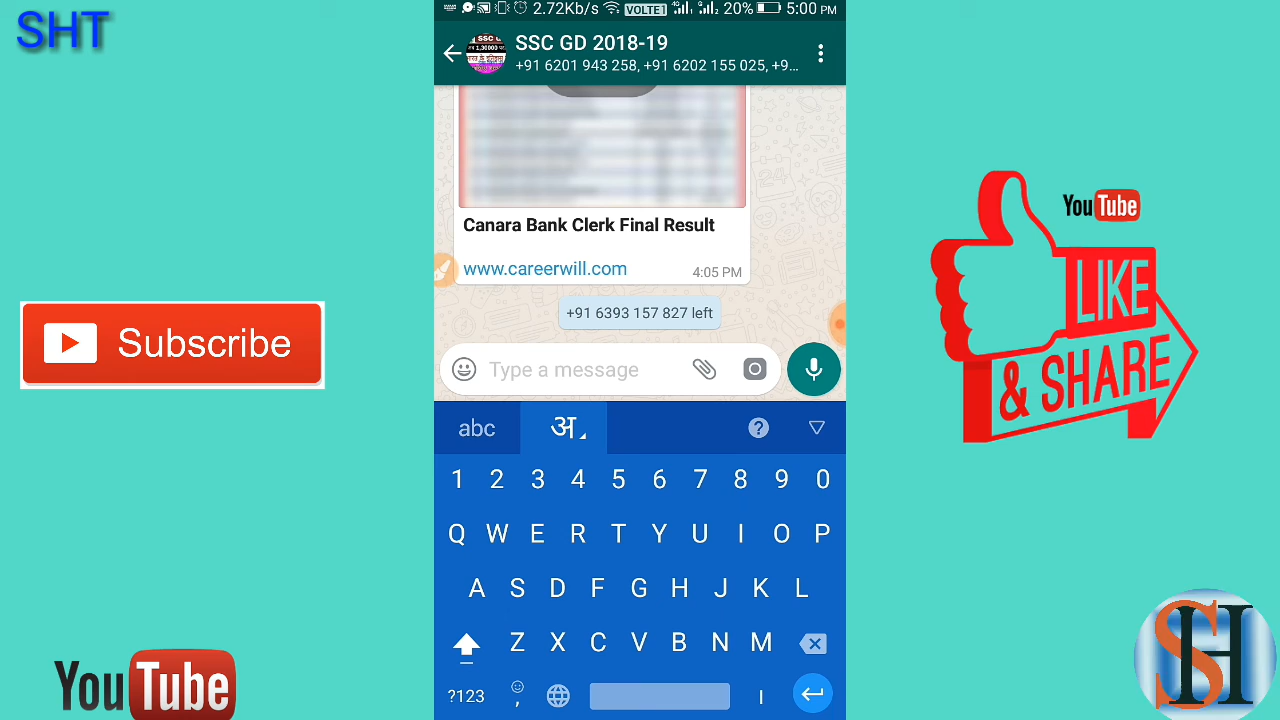 SHT
2.72Kb/s VOLTE1 20% 5:00 PM
SSC GD 2018-19
+91 6201 943 258, +91 6202 155 025, +9...
Canara Bank Clerk Final Result
www.careerwill.com 4:05 PM
+91 6393 157 827 left
Type a message
abc अ
1 2 3 4 5 6 7 8 9 0
Q W E R T Y U I O P
A S D F G H J K L
Z X C V B N M
?123 , ।
Subscribe
YouTube
YouTube
LIKE
& SHARE
SH